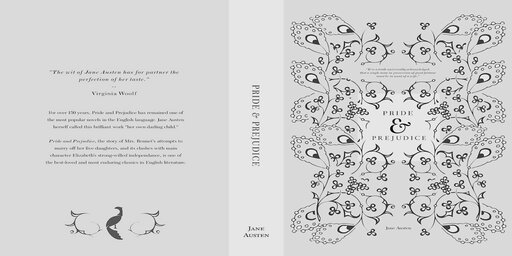 "The wit of Jane Austen has for partner the
perfection of her taste."
Virginia Woolf
For over 150 years, Pride and Prejudice has remained one of
the most popular novels in the English language. Jane Austen
herself called this brilliant work "her own darling child."
Pride and Prejudice, the story of Mrs. Bennet's attempts to
marry off her five daughters, and its clashes with main
character Elizabeth's strong-willed independance, is one of
the best-loved and most enduring classics in English literature.
PRIDE & PREJUDICE
JANE
AUSTEN
PRIDE
&
PREJUDICE
Jane Austen